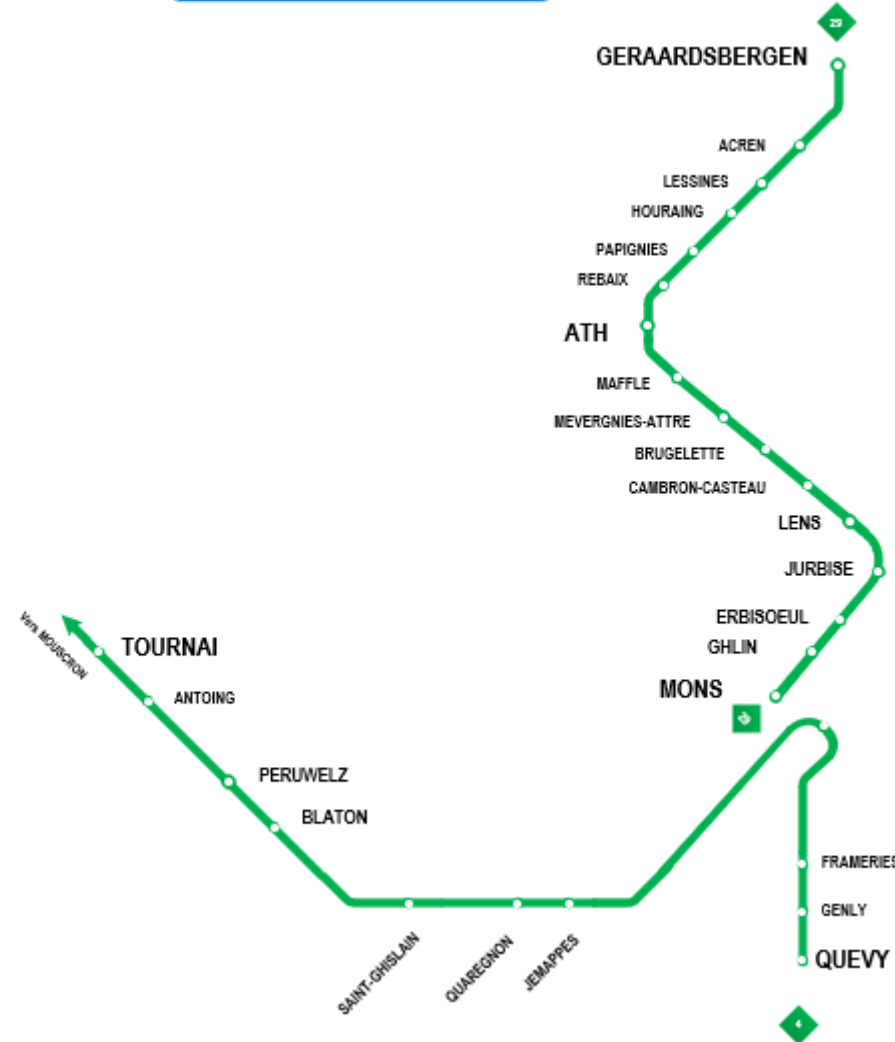 29
GERAARDSBERGEN
ACREN
LESSINES
HOURAING
PAPIGNIES
REBAIX
ATH
MAFFLE
MEVERGNIES-ATTRE
BRUGELETTE
CAMBRON-CASTEAU
LENS
JURBISE
ERBISOEUL
GHLIN
MONS
Vers MOUSCRON
TOURNAI
ANTOING
PERUWELZ
BLATON
SAINT-GHISLAIN
QUAREGNON
JEMAPPES
FRAMERIES
GENLY
QUEVY
4